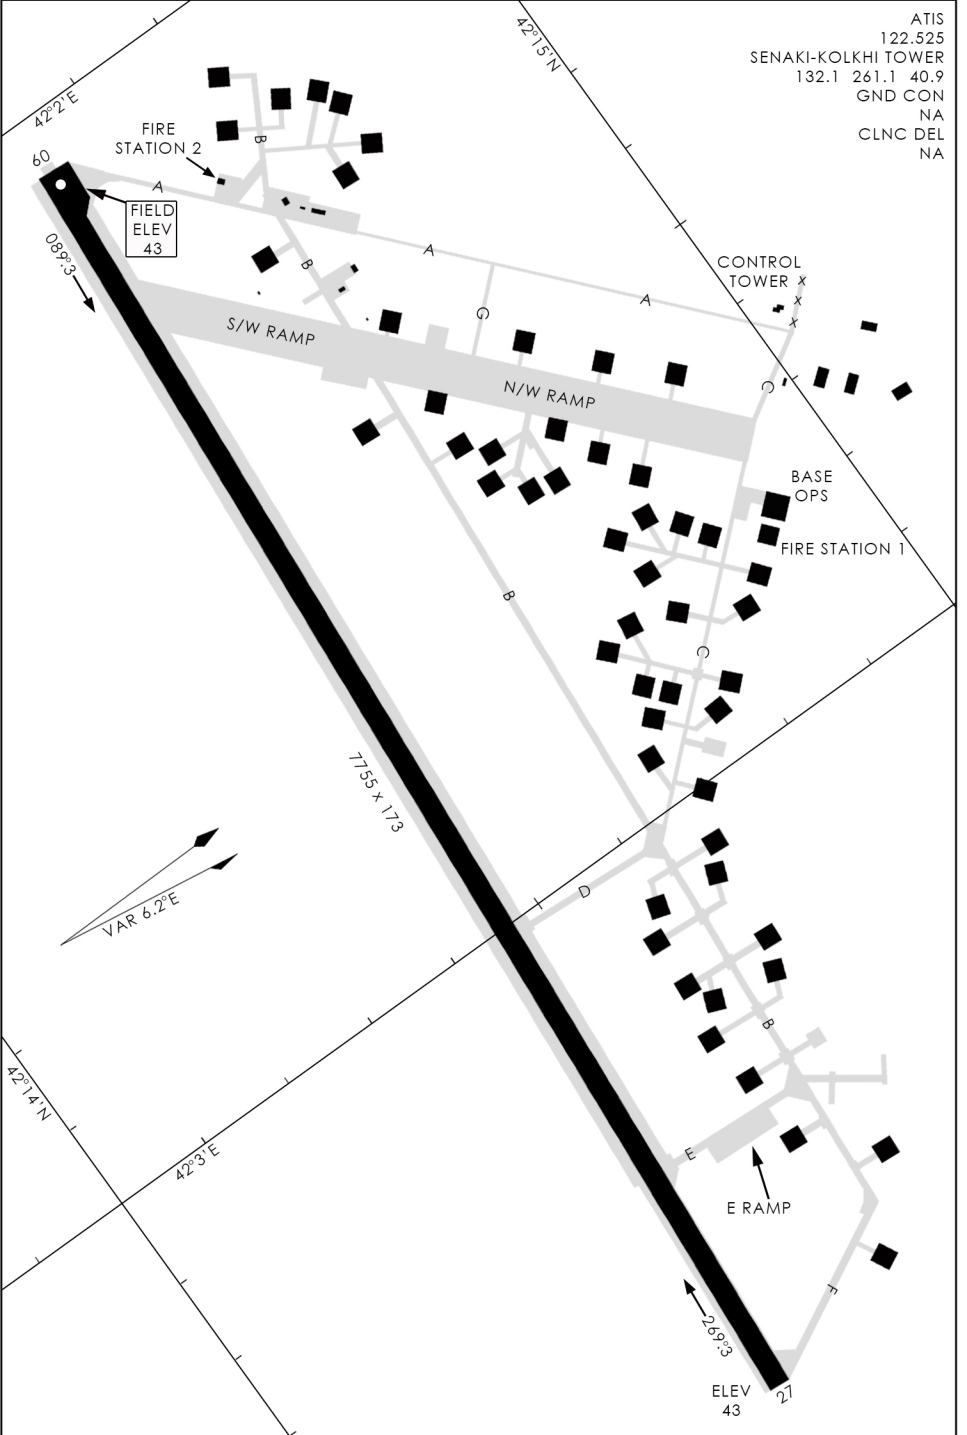 ATIS
122.525
SENAKI-KOLKHI TOWER
132.1 261.1 40.9
GND CON
NA
CLNC DEL
NA
42°15'N
42°2'E
FIRE
STATION 2
09
A
B
FIELD
ELEV
43
089°3
A
B
A
G
CONTROL
TOWER
x
x
x
S/W RAMP
N/W RAMP
C
BASE
OPS
FIRE STATION 1
B
C
7755 x 173
D
VAR 6.2°E
B
42°14'N
42°3'E
E
E RAMP
F
269°3
ELEV
43
27